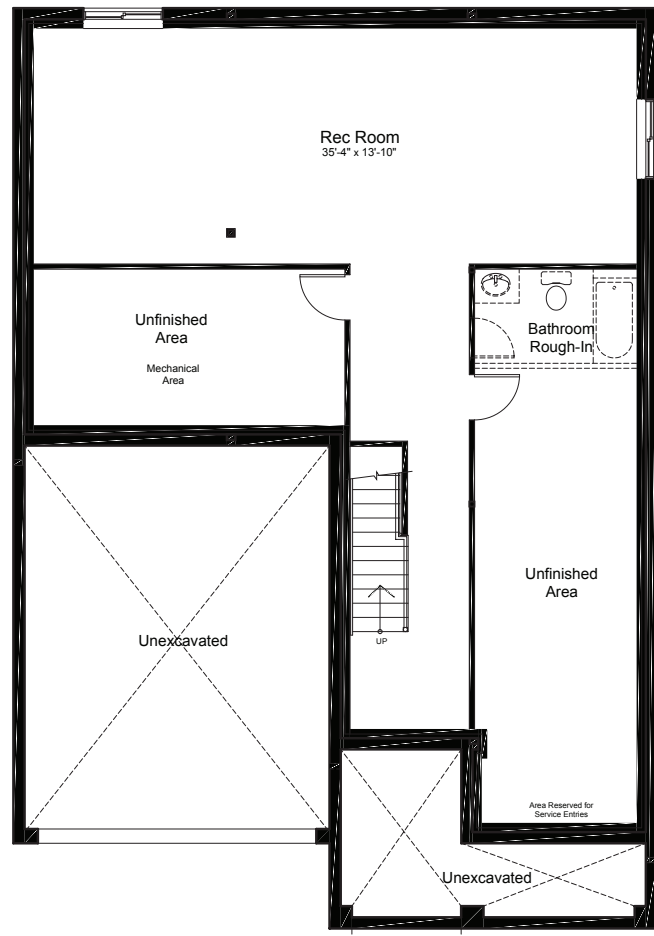 Rec Room
35'-4" x 13'-10"
Unfinished
Area
Mechanical
Area
Bathroom
Rough-In
Unfinished
Area
Unexcavated
UP
Area Reserved for
Service Entries
Unexcavated